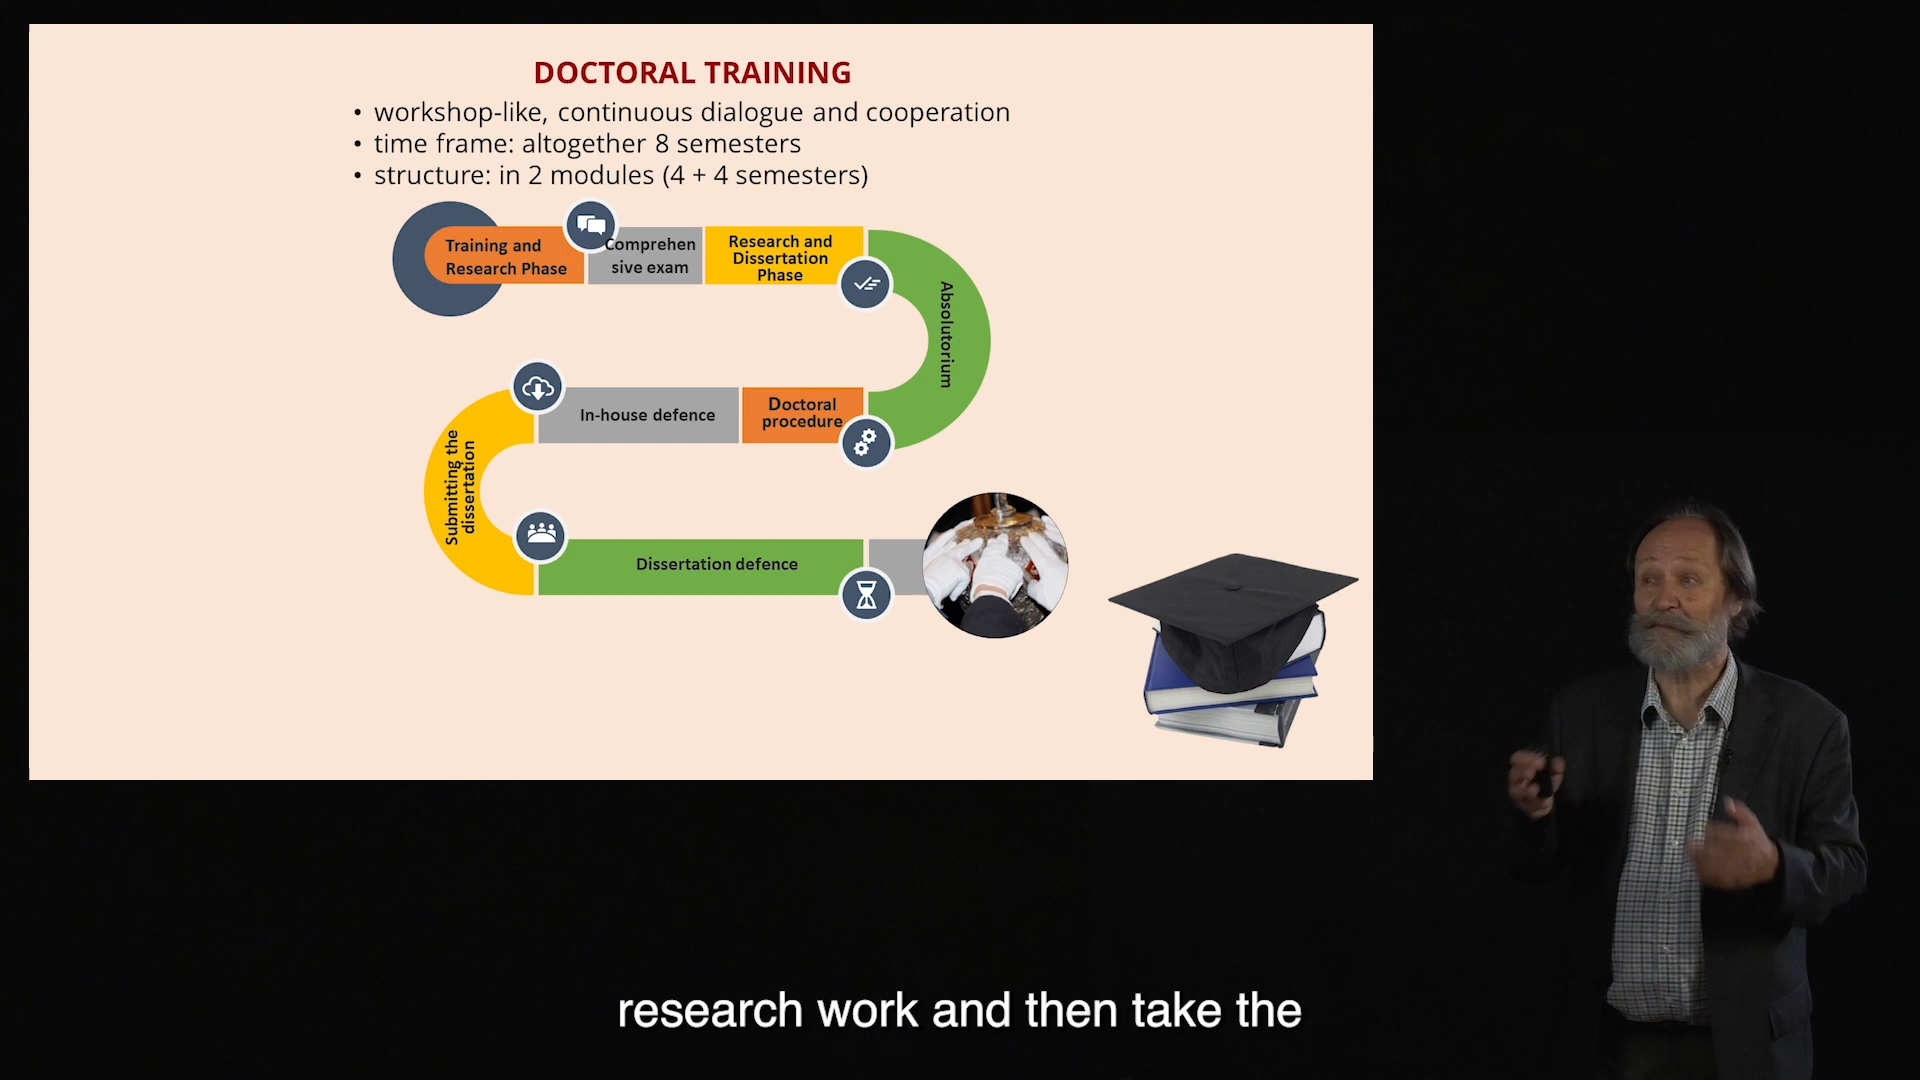 DOCTORAL TRAINING
• workshop-like, continuous dialogue and cooperation
• time frame: altogether 8 semesters
• structure: in 2 modules (4 + 4 semesters)
Training and
Research Phase
Comprehen
sive exam
Research and
Dissertation
Phase
Absolutorium
Doctoral
procedure
In-house defence
Submitting the
dissertation
Dissertation defence
research work and then take the